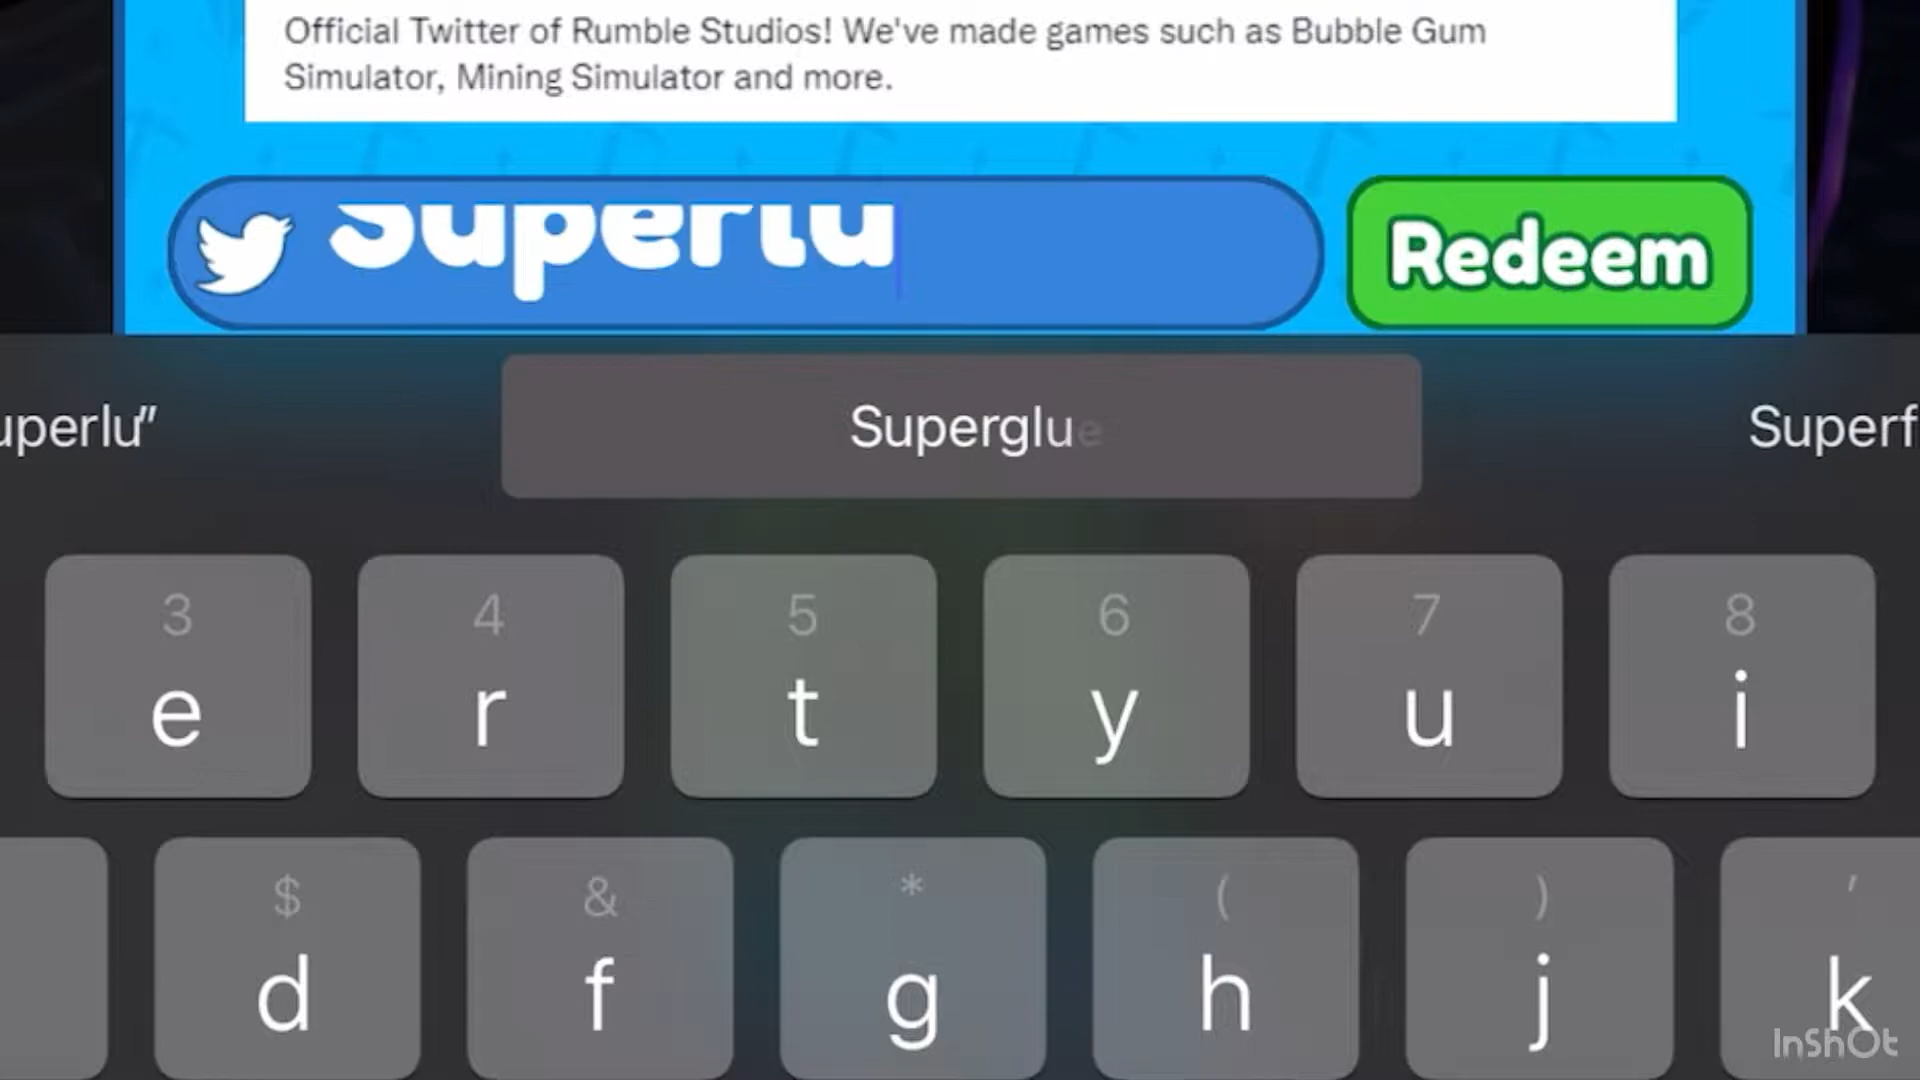 Official Twitter of Rumble Studios! We've made games such as Bubble Gum
Simulator, Mining Simulator and more.
Superlu
Redeem
uperlu"
Superglue
Superf
3 4 5 6 7 8
e r t y u i
$ & * ( ) '
d f g h j k
InShOt